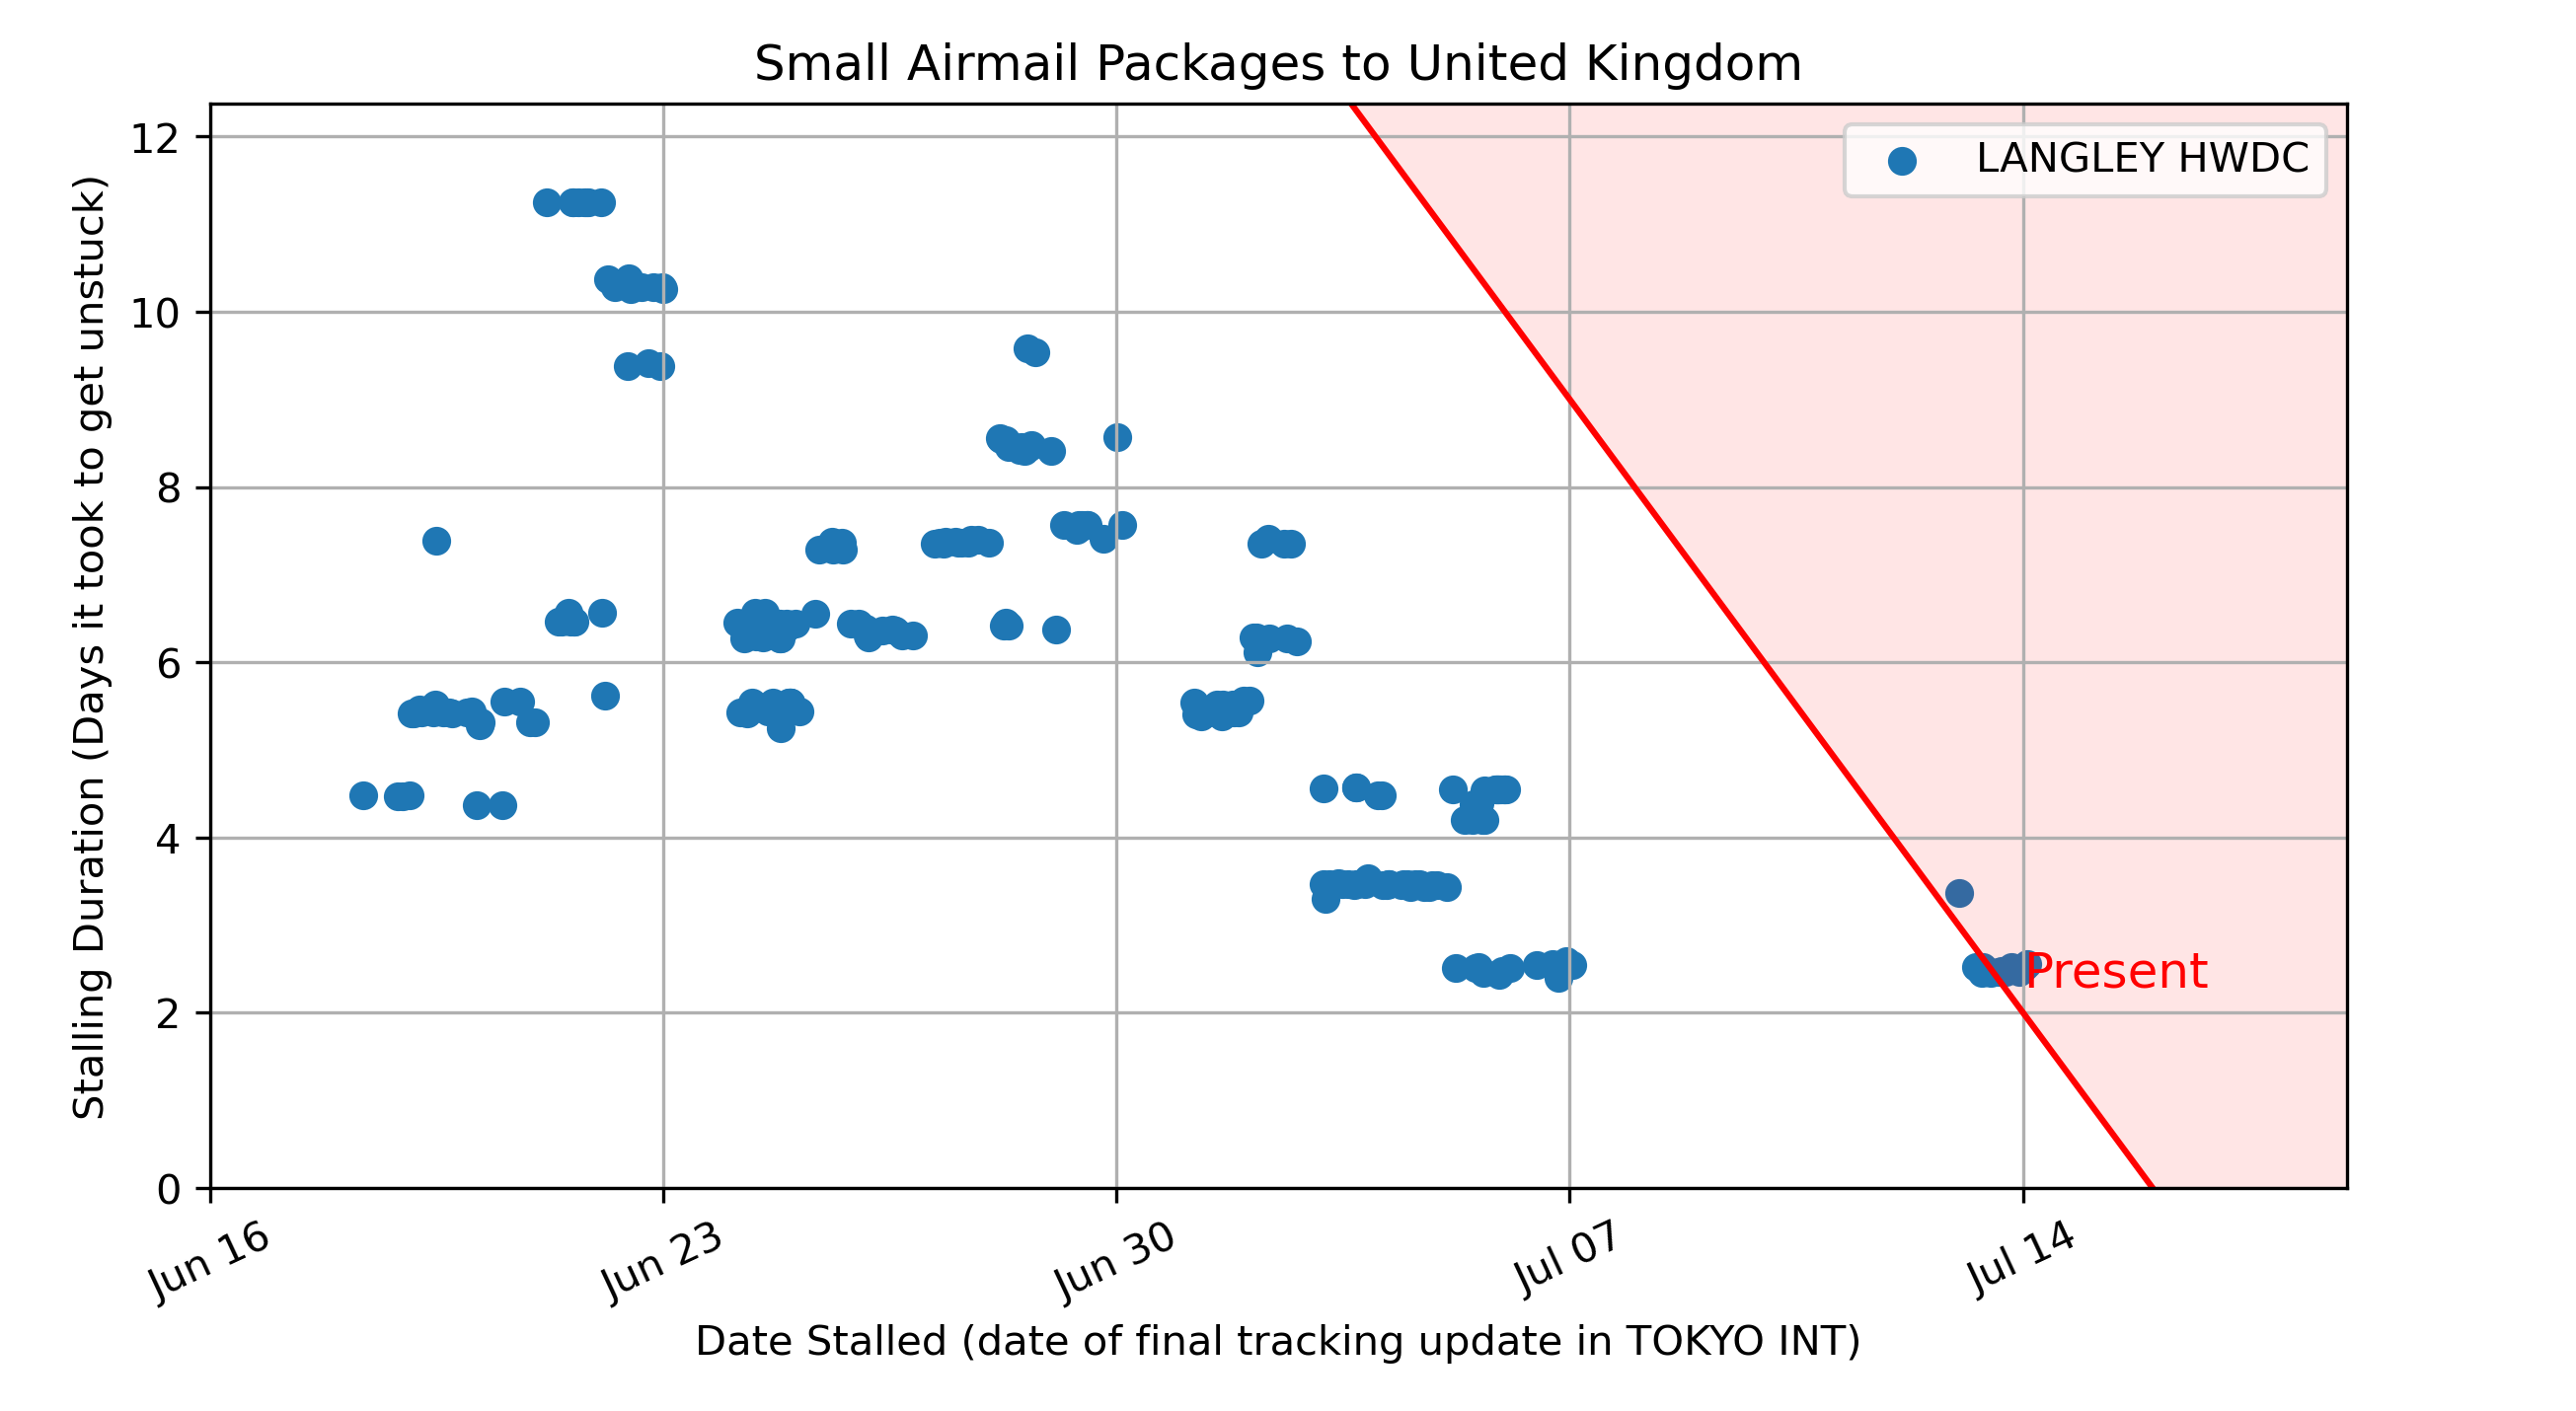 Small Airmail Packages to United Kingdom
Stalling Duration (Days it took to get unstuck)
12
10
8
6
4
2
0
LANGLEY HWDC
Present
Jun 16
Jun 23
Jun 30
Jul 07
Jul 14
Date Stalled (date of final tracking update in TOKYO INT)